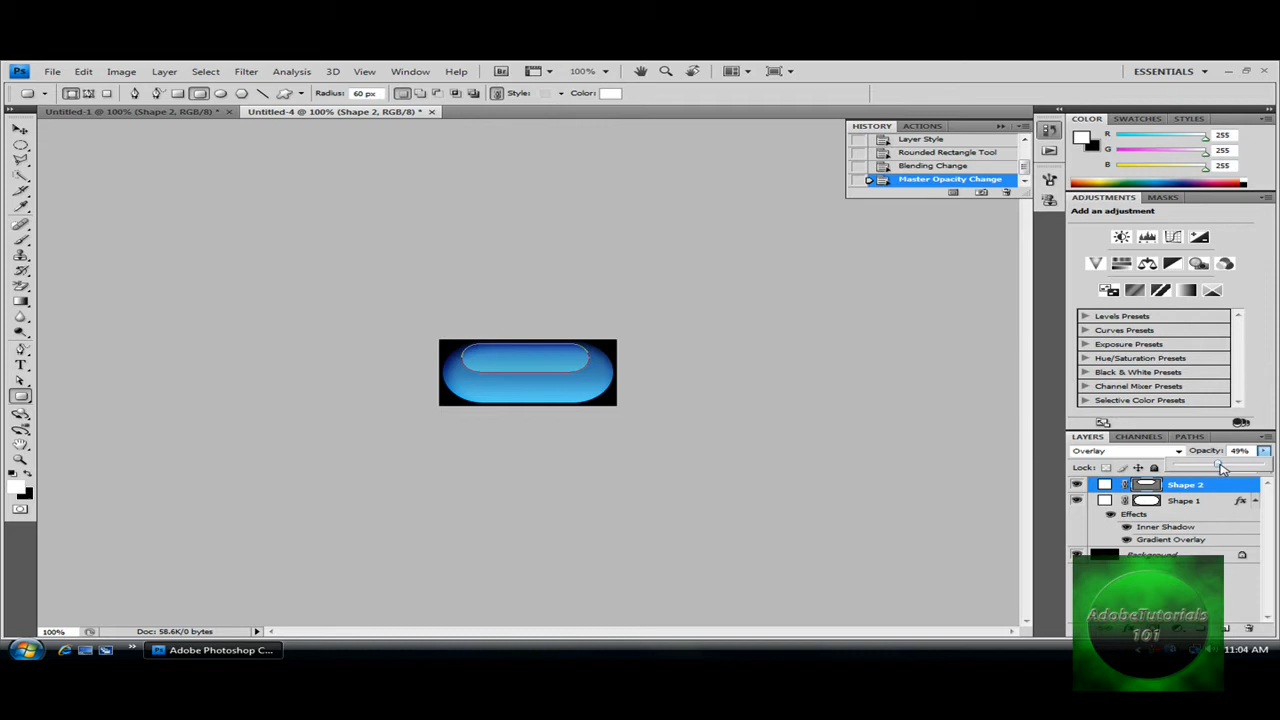 Ps File Edit Image Layer Select Filter Analysis 3D View Window Help Br 100% ESSENTIALS
Radius: 60 px Style: Color:
Untitled-1 @ 100% (Shape 2, RGB/8) * Untitled-4 @ 100% (Shape 2, RGB/8) *
HISTORY ACTIONS
Layer Style
Rounded Rectangle Tool
Blending Change
Master Opacity Change
COLOR SWATCHES STYLES
R 255
G 255
B 255
ADJUSTMENTS MASKS
Add an adjustment
Levels Presets
Curves Presets
Exposure Presets
Hue/Saturation Presets
Black & White Presets
Channel Mixer Presets
Selective Color Presets
LAYERS CHANNELS PATHS
Overlay Opacity: 49%
Lock:
Shape 2
Shape 1 fx
Effects
Inner Shadow
Gradient Overlay
Background
AdobeTutorials
101
100% Doc: 58.6K/0 bytes
Adobe Photoshop C... 11:04 AM